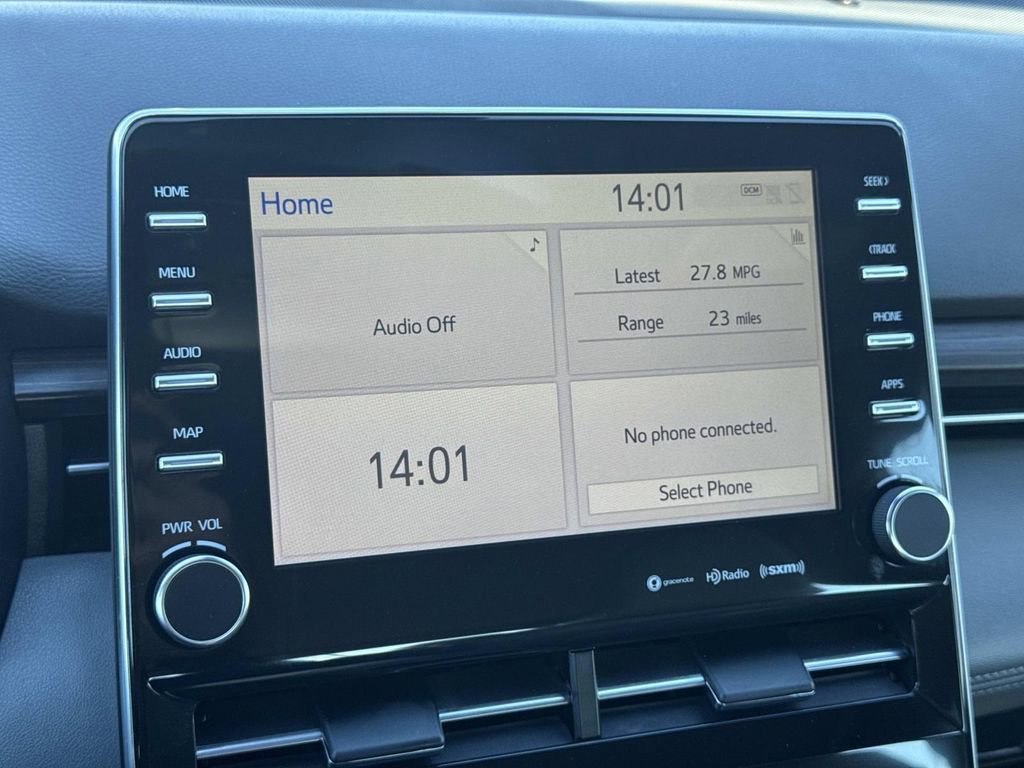 HOME
MENU
AUDIO
MAP
PWR VOL
Home 14:01 DCM
Audio Off
Latest 27.8 MPG
Range 23 miles
14:01
No phone connected.
Select Phone
gracenote HD Radio ((sxm))
SEEK >
< TRACK
PHONE
APPS
TUNE SCROLL